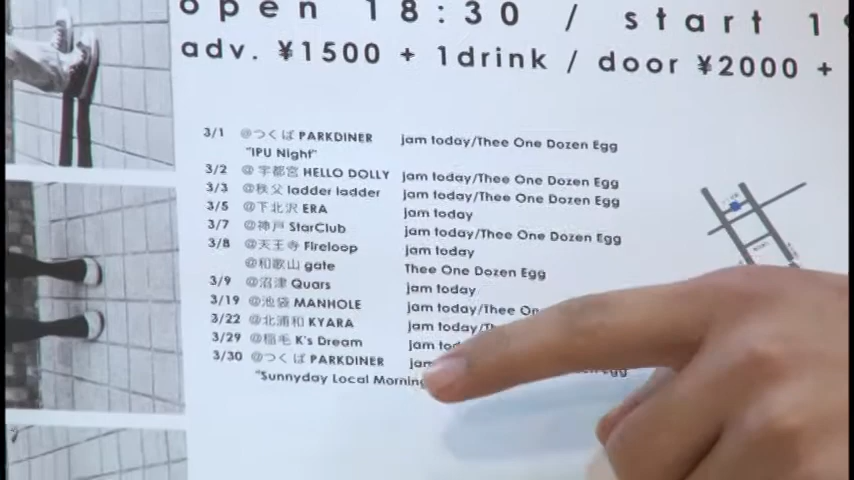 open 18:30 / start 1
adv. ¥1500 + 1drink / door ¥2000 +
3/1 @つくば PARKDINER jam today/Thee One Dozen Egg
"IPU Night"
3/2 @宇都宮 HELLO DOLLY jam today/Thee One Dozen Egg
3/3 @秩父 ladder ladder jam today/Thee One Dozen Egg
3/5 @下北沢 ERA jam today
3/7 @神戸 StarClub jam today/Thee One Dozen Egg
3/8 @天王寺 Fireloop jam today
@和歌山 gate Thee One Dozen Egg
3/9 @沼津 Quars jam today
3/19 @池袋 MANHOLE jam today/Thee
3/22 @北浦和 KYARA jam today/
3/29 @稲毛 K's Dream jam
3/30 @つくば PARKDINER jam Egg
"Sunnyday Local Morning